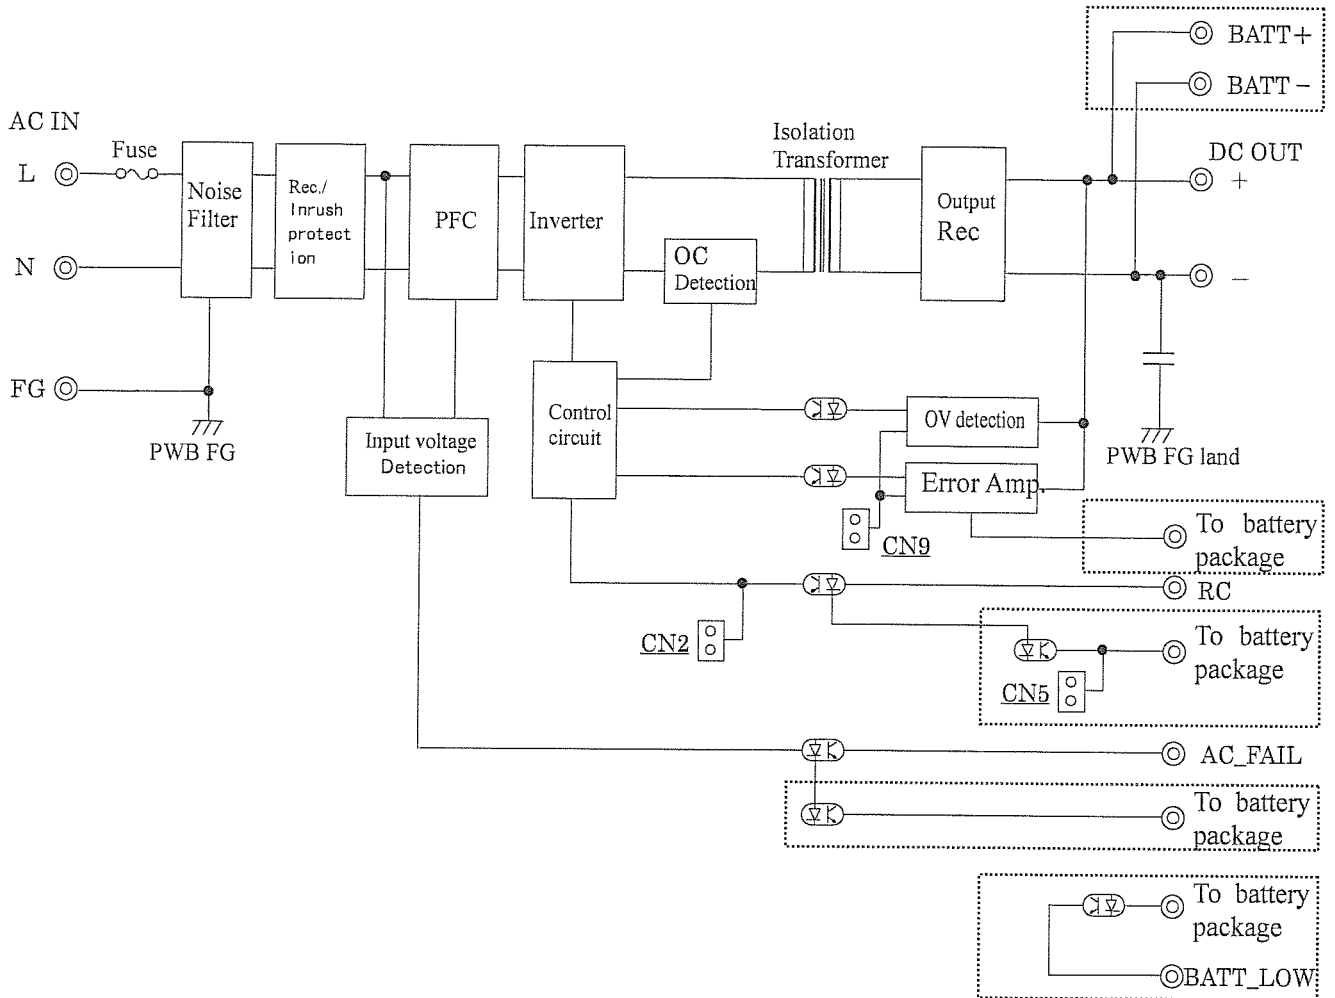 BATT+
BATT-
AC IN
Fuse
L
Noise
Filter
Rec./
Inrush
protect
ion
PFC
Inverter
OC
Detection
Isolation
Transformer
Output
Rec
DC OUT
+
N
-
FG
PWB FG
Input voltage
Detection
Control
circuit
OV detection
Error Amp.
PWB FG land
CN9
To battery
package
RC
CN2
To battery
package
CN5
AC_FAIL
To battery
package
To battery
package
BATT_LOW